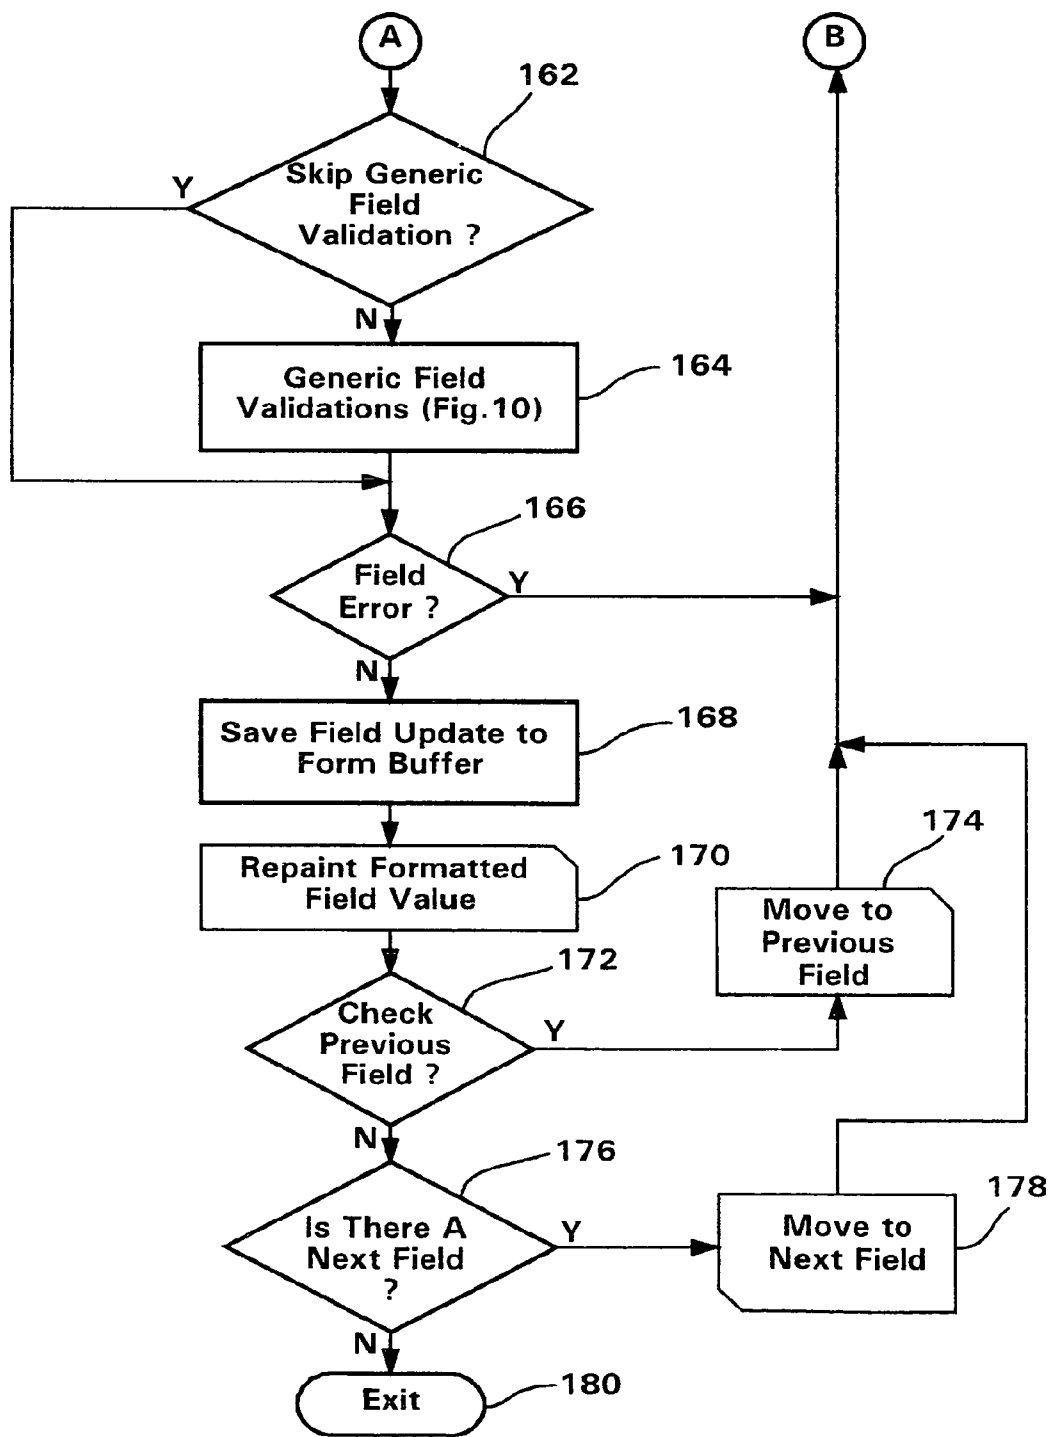 A
B
162
Skip Generic
Field
Validation ?
Y
N
Generic Field
Validations (Fig.10)
164
166
Field
Error ?
Y
N
Save Field Update to
Form Buffer
168
Repaint Formatted
Field Value
170
174
Move to
Previous
Field
172
Check
Previous
Field ?
Y
N
176
Is There A
Next Field
?
Y
N
178
Move to
Next Field
Exit
180